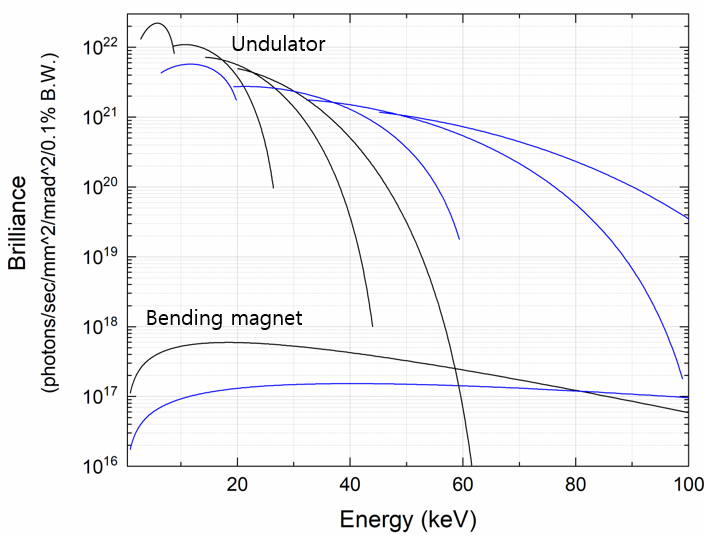 Undulator
Bending magnet
Brilliance
(photons/sec/mm^2/mrad^2/0.1% B.W.)
10^22
10^21
10^20
10^19
10^18
10^17
10^16
20 40 60 80 100
Energy (keV)